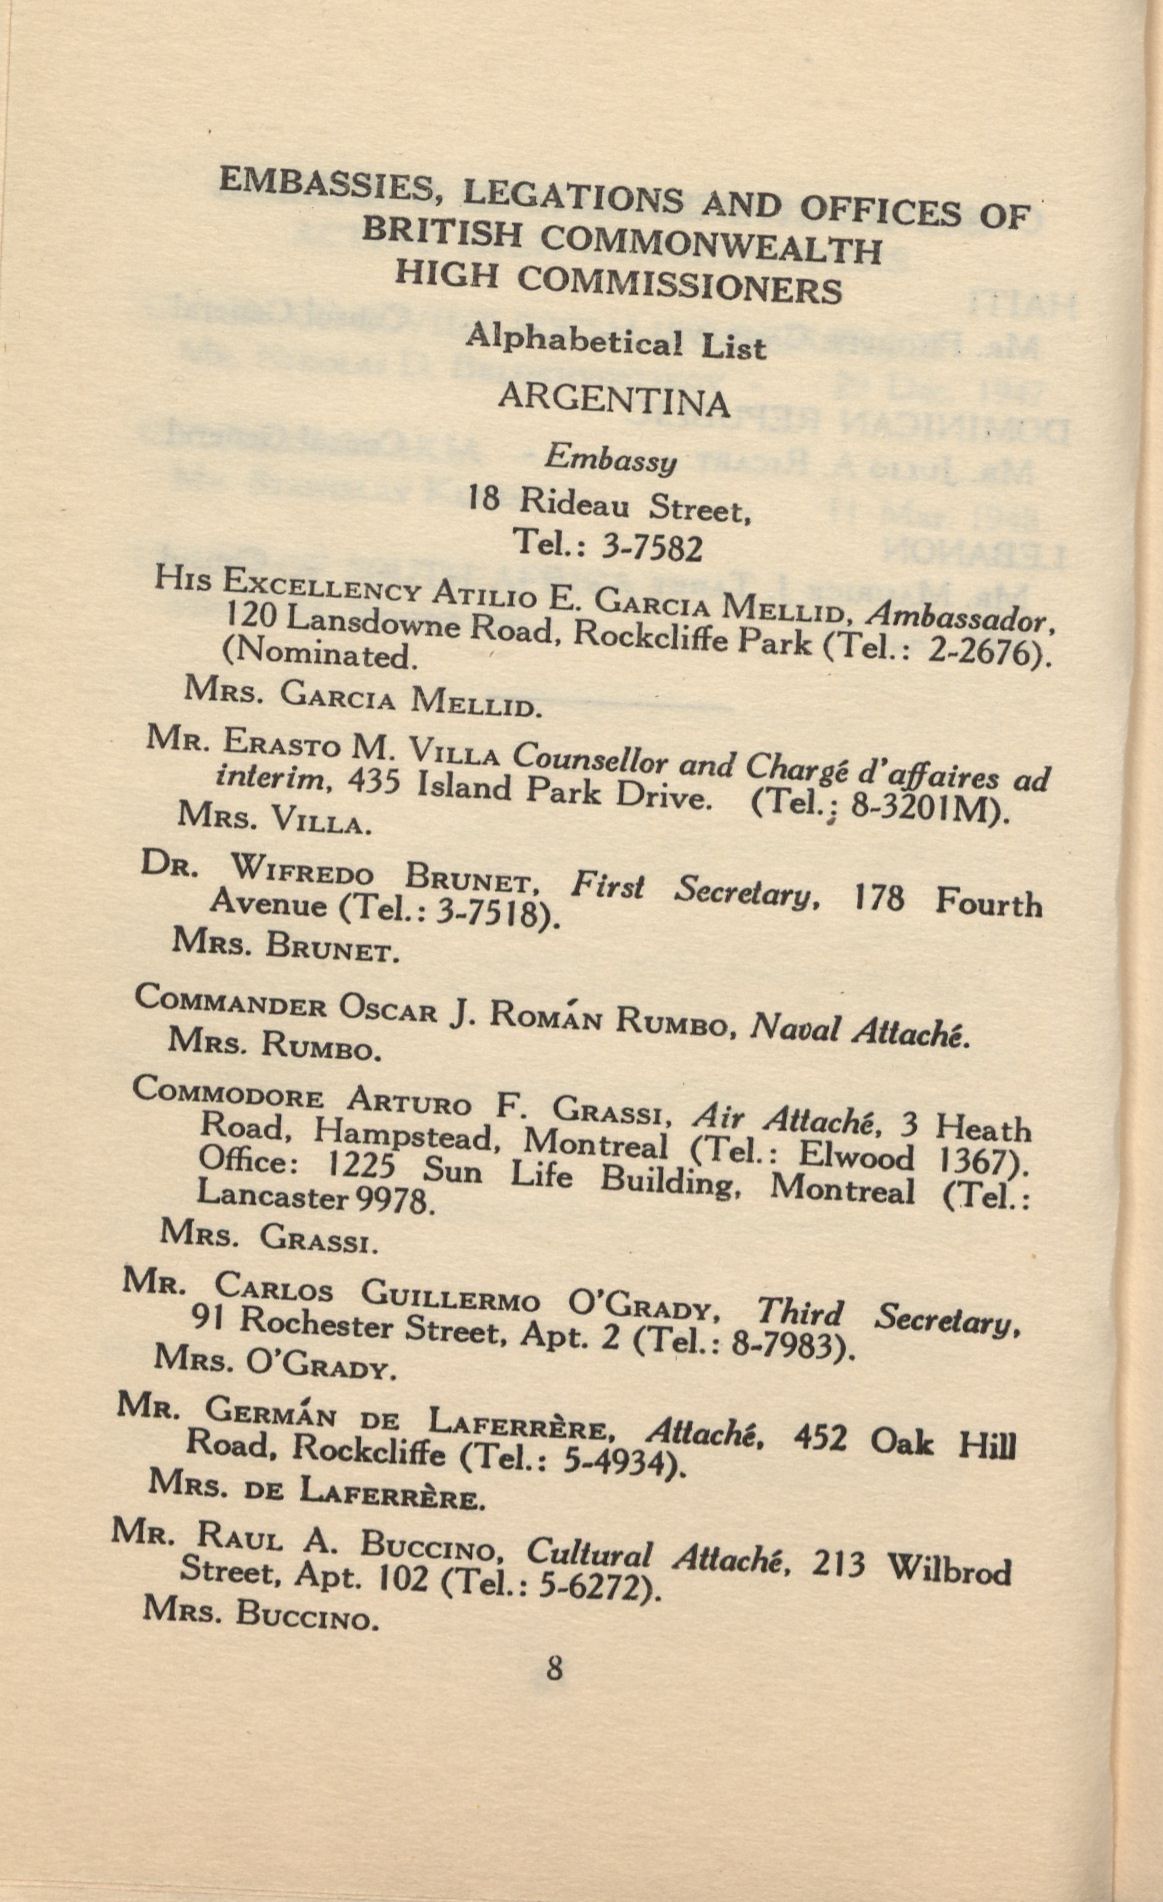 EMBASSIES, LEGATIONS AND OFFICES OF
BRITISH COMMONWEALTH
HIGH COMMISSIONERS
Alphabetical List
ARGENTINA
Embassy
18 Rideau Street,
Tel.: 3-7582
HIS EXCELLENCY ATILIO E. GARCIA MELLID, Ambassador,
120 Lansdowne Road, Rockcliffe Park (Tel.: 2-2676).
(Nominated.
MRS. GARCIA MELLID.
MR. ERASTO M. VILLA Counsellor and Chargé d'affaires ad
interim, 435 Island Park Drive. (Tel.; 8-3201M).
MRS. VILLA.
DR. WIFREDO BRUNET, First Secretary, 178 Fourth
Avenue (Tel.: 3-7518).
MRS. BRUNET.
COMMANDER OSCAR J. ROMÁN RUMBO, Naval Attaché.
MRS. RUMBO.
COMMODORE ARTURO F. GRASSI, Air Attaché, 3 Heath
Road, Hampstead, Montreal (Tel.: Elwood 1367).
Office: 1225 Sun Life Building, Montreal (Tel.:
Lancaster 9978.
MRS. GRASSI.
MR. CARLOS GUILLERMO O'GRADY, Third Secretary,
91 Rochester Street, Apt. 2 (Tel.: 8-7983).
MRS. O'GRADY.
MR. GERMÁN DE LAFERRÈRE, Attaché, 452 Oak Hill
Road, Rockcliffe (Tel.: 5-4934).
MRS. DE LAFERRÈRE.
MR. RAUL A. BUCCINO, Cultural Attaché, 213 Wilbrod
Street, Apt. 102 (Tel.: 5-6272).
MRS. BUCCINO.
8